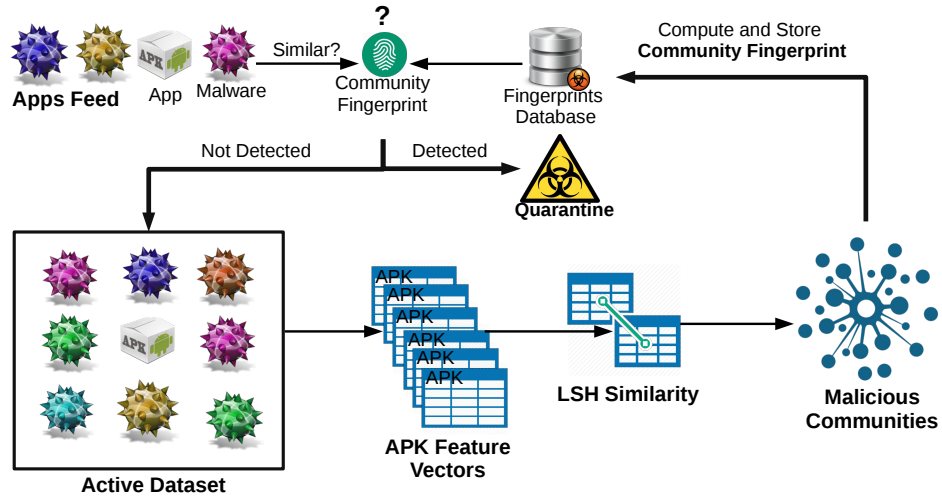 ?
Compute and Store
Community Fingerprint
Similar?
APK
App
Malware
Apps Feed
Community
Fingerprint
Fingerprints
Database
Not Detected
Detected
Quarantine
APK
APK
APK
APK
APK
APK
APK
LSH Similarity
Malicious
Communities
APK Feature
Vectors
Active Dataset